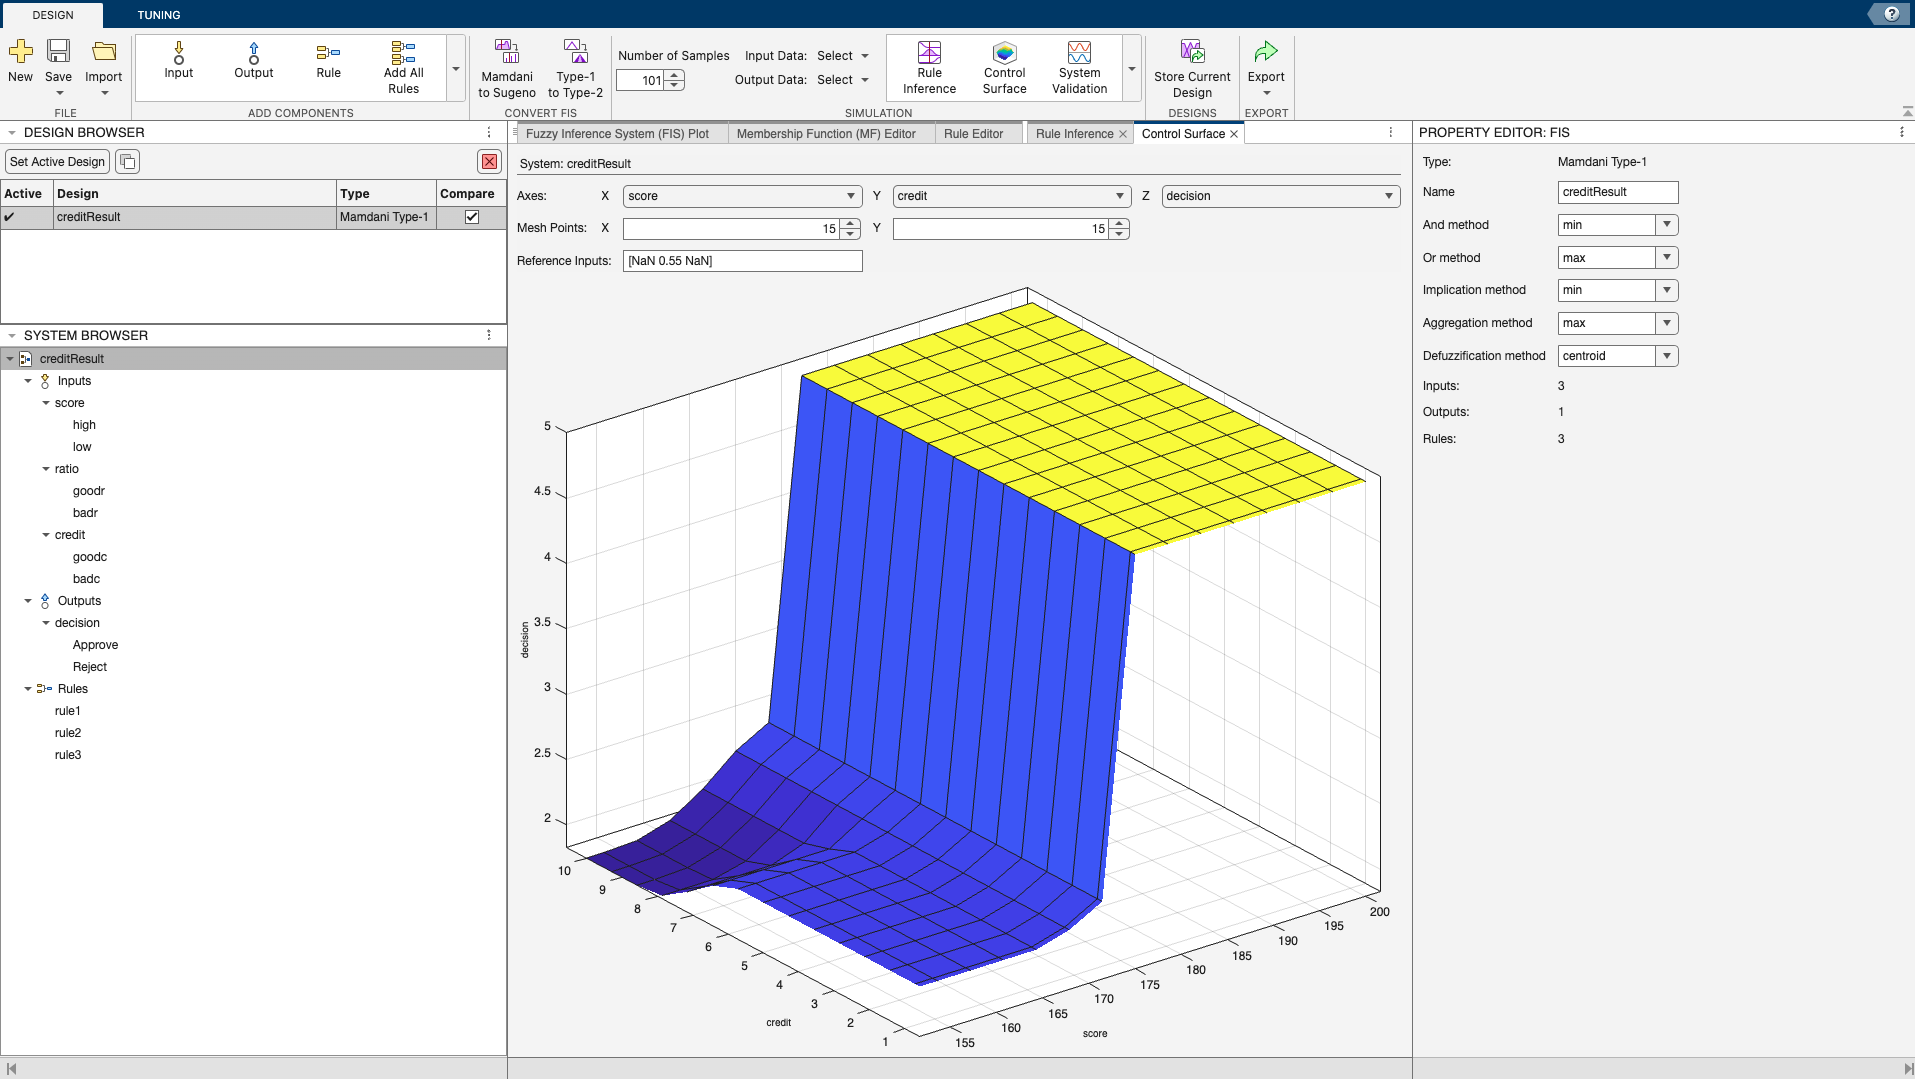 DESIGN TUNING
?
New Save Import
FILE
Input Output Rule Add All Rules
ADD COMPONENTS
Mamdani to Sugeno Type-1 to Type-2
CONVERT FIS
Number of Samples Input Data: Select
101 Output Data: Select
Rule Inference Control Surface System Validation
SIMULATION
Store Current Design
DESIGNS
Export
EXPORT
DESIGN BROWSER
Set Active Design
Active Design Type Compare
creditResult Mamdani Type-1
SYSTEM BROWSER
creditResult
Inputs
score
high
low
ratio
goodr
badr
credit
goodc
badc
Outputs
decision
Approve
Reject
Rules
rule1
rule2
rule3
Fuzzy Inference System (FIS) Plot Membership Function (MF) Editor Rule Editor Rule Inference Control Surface
System: creditResult
Axes: X score Y credit Z decision
Mesh Points: X 15 Y 15
Reference Inputs: [NaN 0.55 NaN]
5
4.5
4
3.5
3
2.5
2
decision
10
9
8
7
6
5
4
3
2
1
credit
155
160
165
170
175
180
185
190
195
200
score
PROPERTY EDITOR: FIS
Type: Mamdani Type-1
Name creditResult
And method min
Or method max
Implication method min
Aggregation method max
Defuzzification method centroid
Inputs: 3
Outputs: 1
Rules: 3